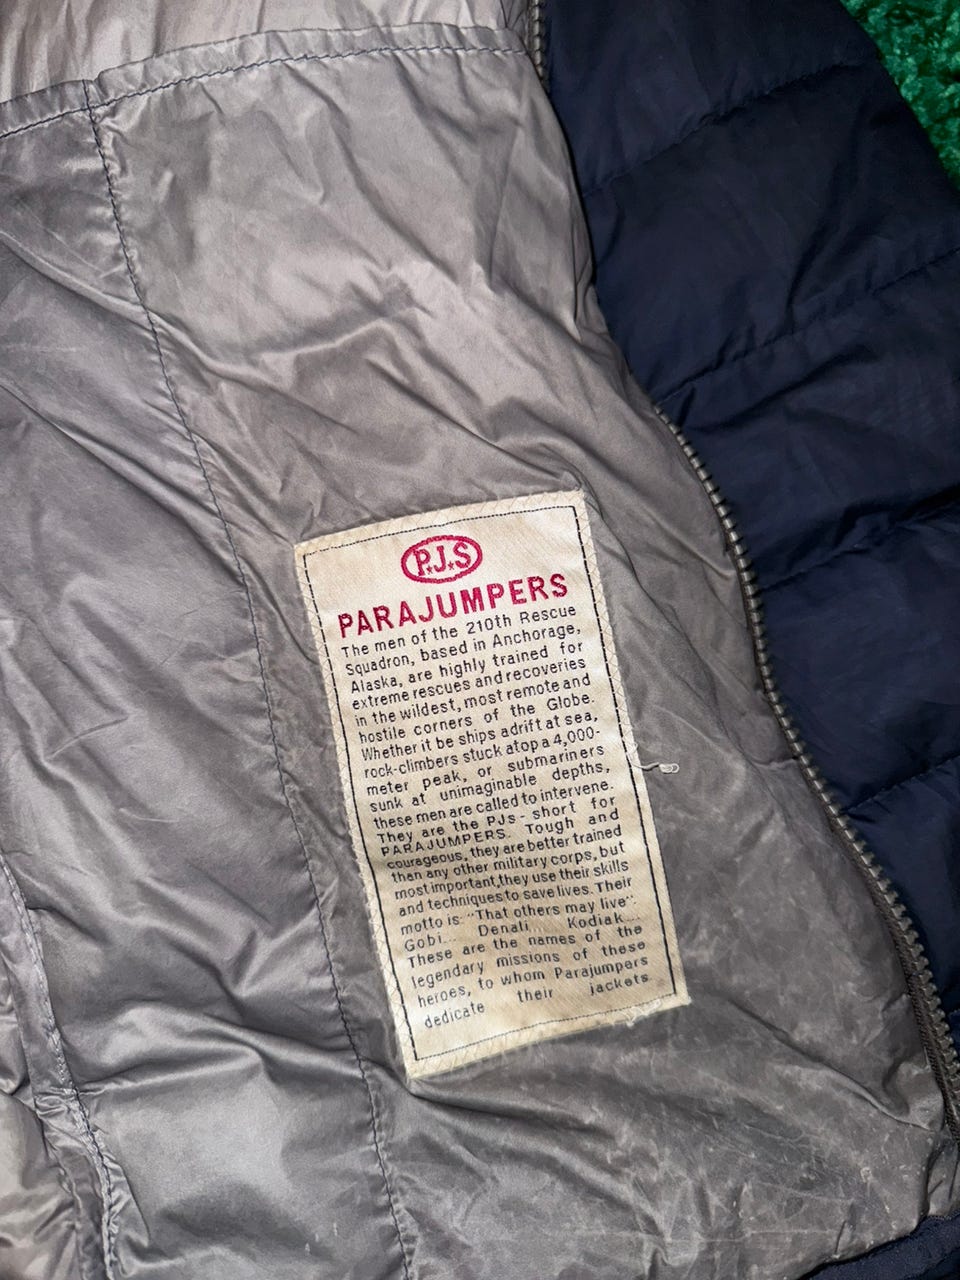 P.J.S
PARAJUMPERS
The men of the 210th Rescue
Squadron, based in Anchorage,
Alaska, are highly trained for
extreme rescues and recoveries
in the wildest, most remote and
hostile corners of the Globe.
Whether it be ships adrift at sea,
rock-climbers stuck atop a 4,000-
meter peak, or submariners
sunk at unimaginable depths,
these men are called to intervene.
They are the PJs - short for
PARAJUMPERS. Tough and
courageous, they are better trained
than any other military corps, but
most important, they use their skills
and techniques to save lives. Their
motto is: "That others may live".
Gobi... Denali Kodiak...
These are the names of the
legendary missions of these
heroes, to whom Parajumpers
dedicate their jackets